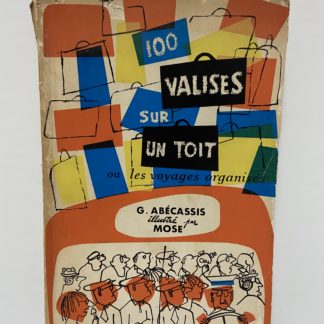 100
VALISES
SUR
UN TOIT
ou les voyages organisés
G. ABÉCASSIS
illustré par
MOSE